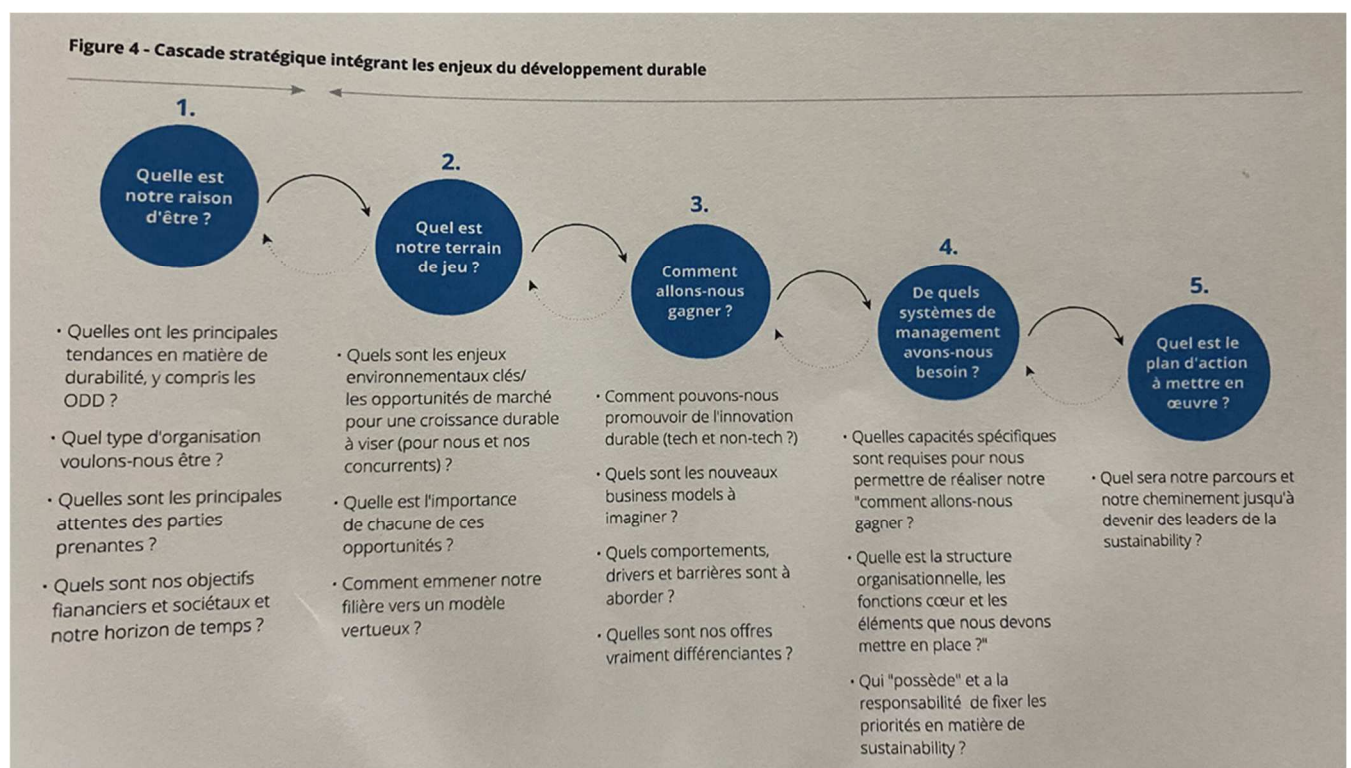 Figure 4 - Cascade stratégique intégrant les enjeux du développement durable
1.
Quelle est
notre raison
d'être ?
• Quelles ont les principales
tendances en matière de
durabilité, y compris les
ODD ?
• Quel type d'organisation
voulons-nous être ?
• Quelles sont les principales
attentes des parties
prenantes ?
• Quels sont nos objectifs
fiananciers et sociétaux et
notre horizon de temps ?
2.
Quel est
notre terrain
de jeu ?
• Quels sont les enjeux
environnementaux clés/
les opportunités de marché
pour une croissance durable
à viser (pour nous et nos
concurrents) ?
• Quelle est l'importance
de chacune de ces
opportunités ?
• Comment emmener notre
filière vers un modèle
vertueux ?
3.
Comment
allons-nous
gagner ?
• Comment pouvons-nous
promouvoir de l'innovation
durable (tech et non-tech ?)
• Quels sont les nouveaux
business models à
imaginer ?
• Quels comportements,
drivers et barrières sont à
aborder ?
• Quelles sont nos offres
vraiment différenciantes ?
4.
De quels
systèmes de
management
avons-nous
besoin ?
• Quelles capacités spécifiques
sont requises pour nous
permettre de réaliser notre
"comment allons-nous
gagner ?
• Quelle est la structure
organisationnelle, les
fonctions cœur et les
éléments que nous devons
mettre en place ?"
• Qui "possède" et a la
responsabilité de fixer les
priorités en matière de
sustainability ?
5.
Quel est le
plan d'action
à mettre en
œuvre ?
• Quel sera notre parcours et
notre cheminement jusqu'à
devenir des leaders de la
sustainability ?